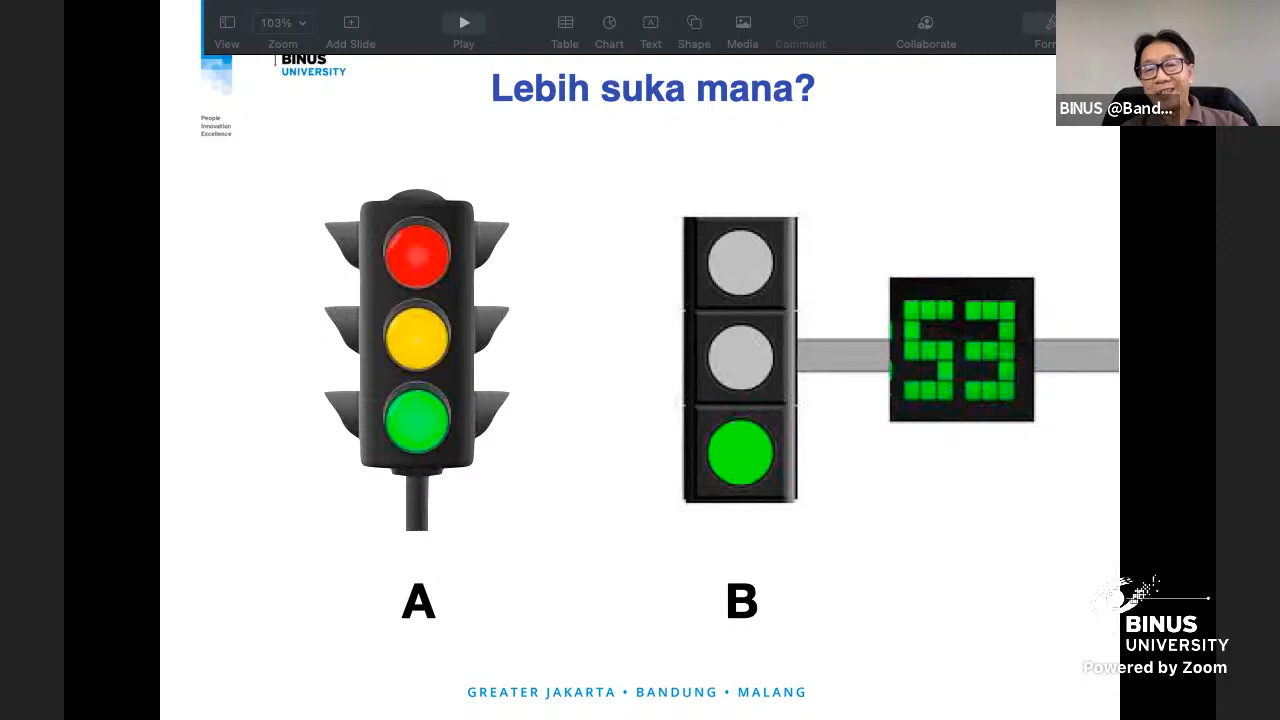 103%
View
Zoom
Add Slide
Play
Table
Chart
Text
Shape
Media
Comment
Collaborate
BINUS
UNIVERSITY
People
Innovation
Excellence
Lebih suka mana?
BINUS @Band...
53
A
B
BINUS
UNIVERSITY
Powered by Zoom
GREATER JAKARTA • BANDUNG • MALANG